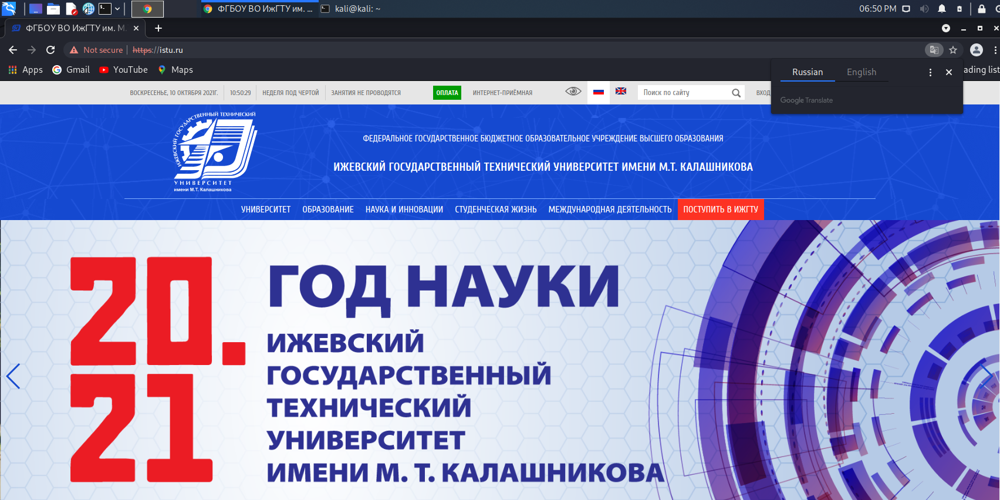 ФГБОУ ВО ИжГТУ им. ...
kali@kali: ~
06:50 PM
ФГБОУ ВО ИжГТУ им. М.
Not secure
https://istu.ru
Apps
Gmail
YouTube
Maps
ading list
Russian
English
Google Translate
ВОСКРЕСЕНЬЕ, 10 ОКТЯБРЯ 2021Г.
10:50:29
НЕДЕЛЯ ПОД ЧЕРТОЙ
ЗАНЯТИЯ НЕ ПРОВОДЯТСЯ
ОПЛАТА
ИНТЕРНЕТ-ПРИЁМНАЯ
Поиск по сайту
ВХОД
ИЖЕВСКИЙ ГОСУДАРСТВЕННЫЙ ТЕХНИЧЕСКИЙ
УНИВЕРСИТЕТ
имени М.Т. Калашникова
ФЕДЕРАЛЬНОЕ ГОСУДАРСТВЕННОЕ БЮДЖЕТНОЕ ОБРАЗОВАТЕЛЬНОЕ УЧРЕЖДЕНИЕ ВЫСШЕГО ОБРАЗОВАНИЯ
ИЖЕВСКИЙ ГОСУДАРСТВЕННЫЙ ТЕХНИЧЕСКИЙ УНИВЕРСИТЕТ ИМЕНИ М.Т. КАЛАШНИКОВА
УНИВЕРСИТЕТ
ОБРАЗОВАНИЕ
НАУКА И ИННОВАЦИИ
СТУДЕНЧЕСКАЯ ЖИЗНЬ
МЕЖДУНАРОДНАЯ ДЕЯТЕЛЬНОСТЬ
ПОСТУПИТЬ В ИЖГТУ
20.
21
ГОД НАУКИ
ИЖЕВСКИЙ
ГОСУДАРСТВЕННЫЙ
ТЕХНИЧЕСКИЙ
УНИВЕРСИТЕТ
ИМЕНИ М. Т. КАЛАШНИКОВА